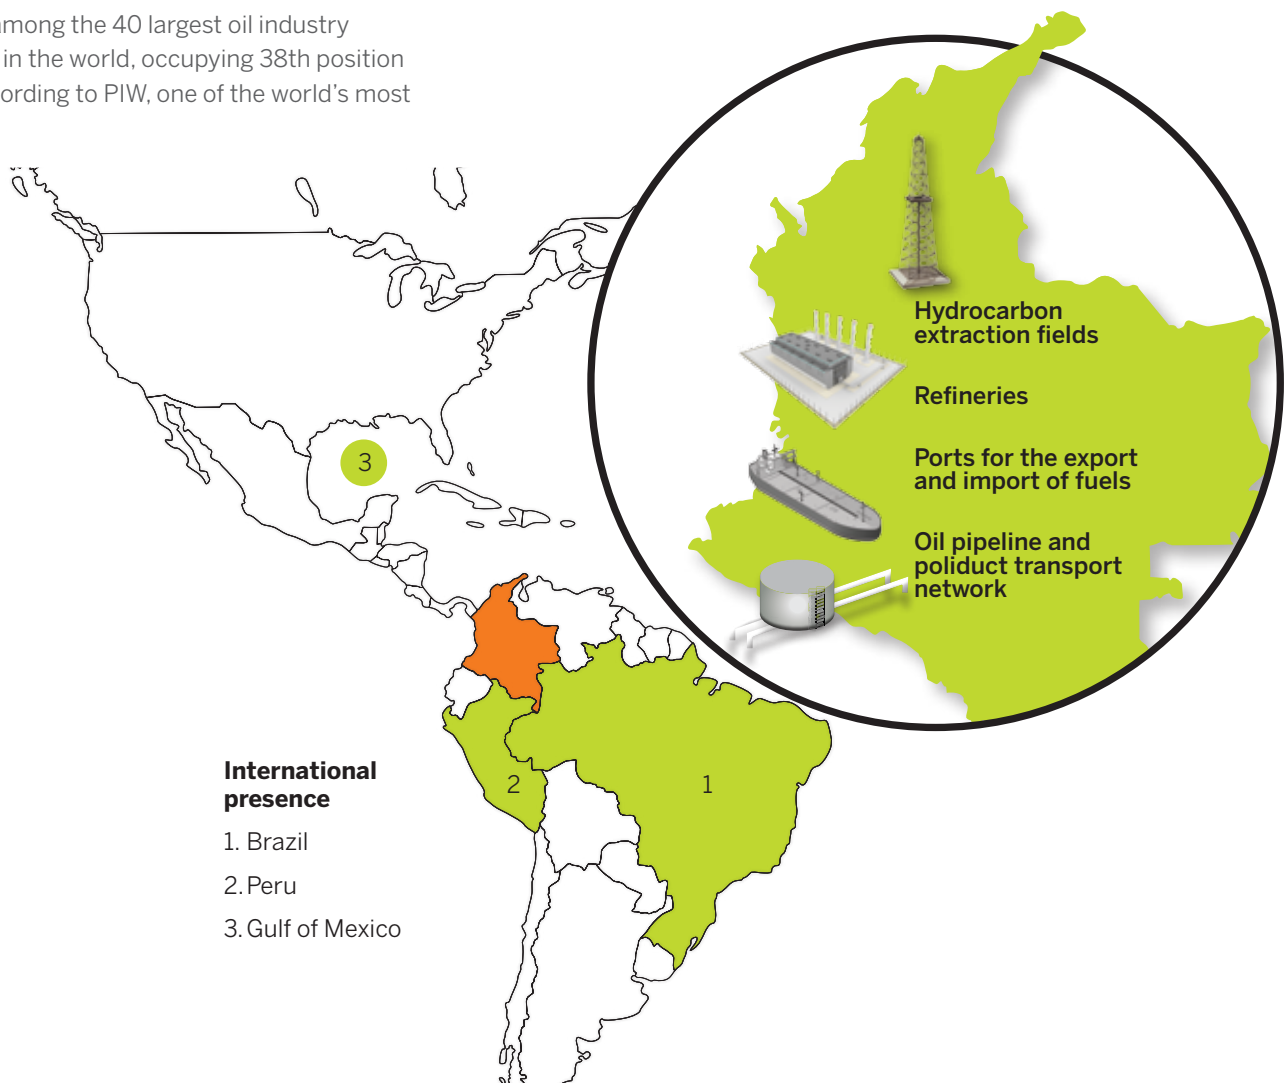 among the 40 largest oil industry
in the world, occupying 38th position
ording to PIW, one of the world's most
Hydrocarbon
extraction fields
Refineries
Ports for the export
and import of fuels
Oil pipeline and
poliduct transport
network
3
2
1
International
presence
1. Brazil
2. Peru
3. Gulf of Mexico